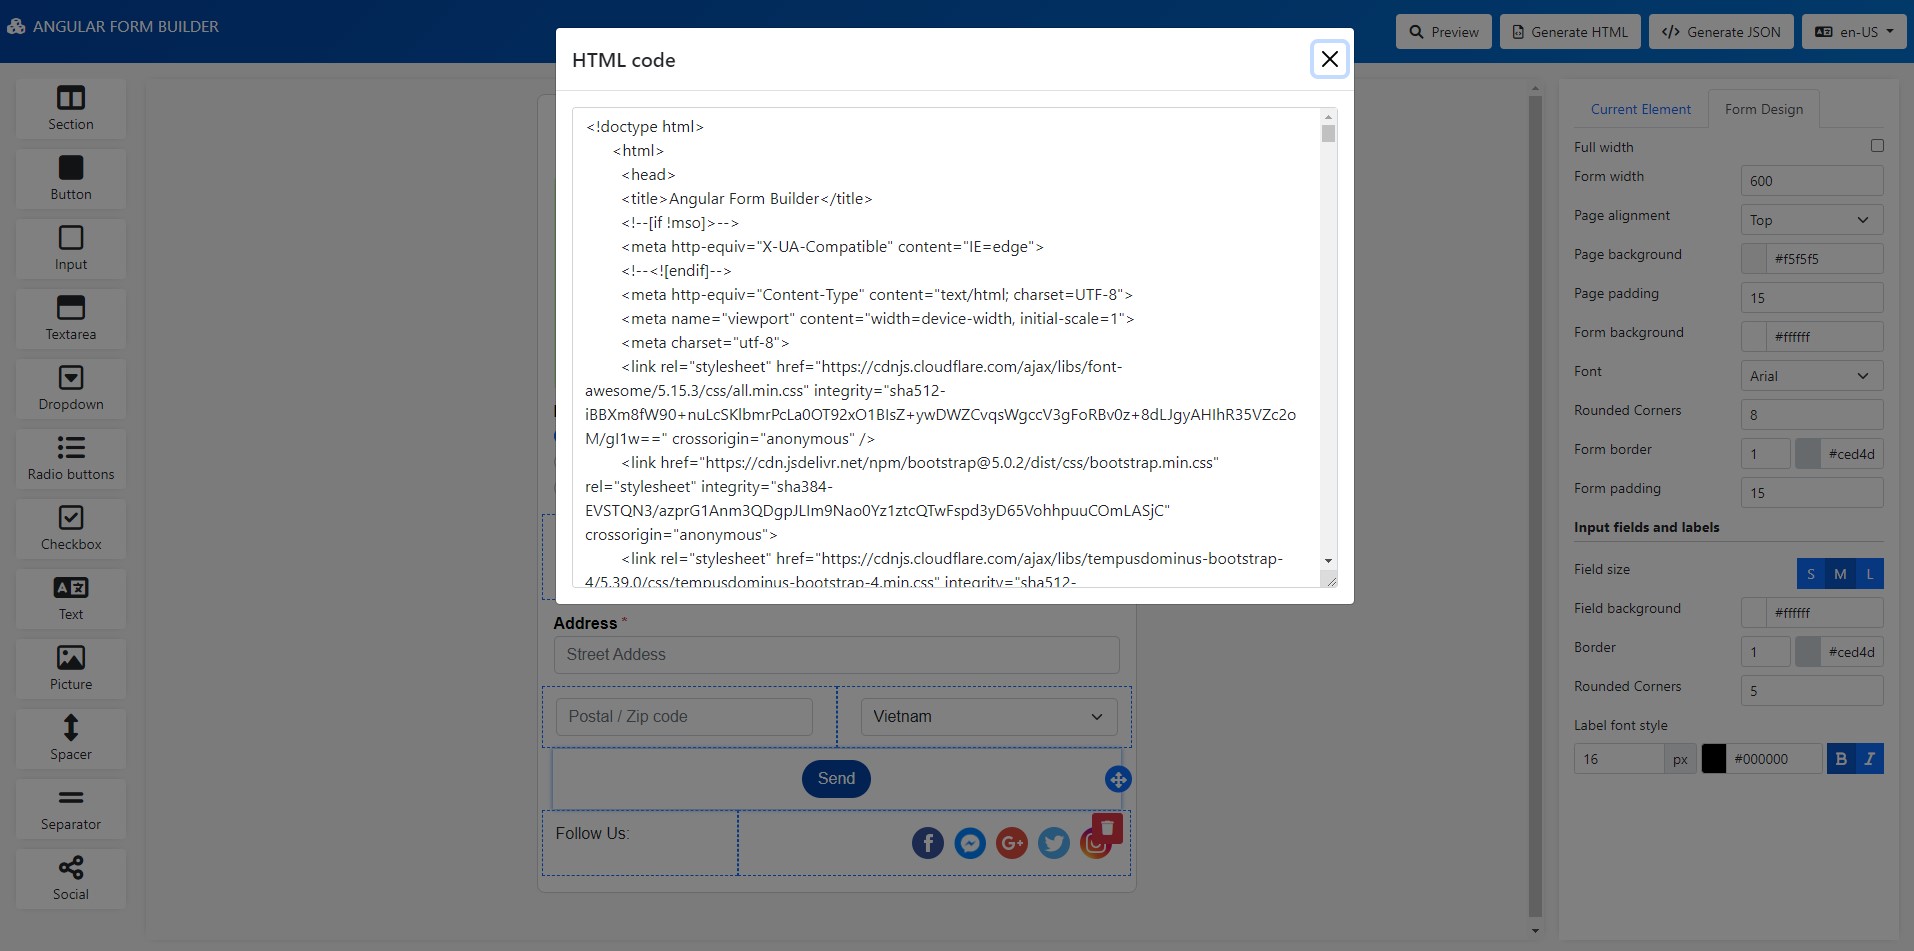 ANGULAR FORM BUILDER
Preview
Generate HTML
Generate JSON
en-US
Section
Button
Input
Textarea
Dropdown
Radio buttons
Checkbox
Text
Picture
Spacer
Separator
Social
HTML code
<!doctype html>
<html>
<head>
<title>Angular Form Builder</title>
<!--[if !mso]>-->
<meta http-equiv="X-UA-Compatible" content="IE=edge">
<!--<![endif]-->
<meta http-equiv="Content-Type" content="text/html; charset=UTF-8">
<meta name="viewport" content="width=device-width, initial-scale=1">
<meta charset="utf-8">
<link rel="stylesheet" href="https://cdnjs.cloudflare.com/ajax/libs/font-
awesome/5.15.3/css/all.min.css" integrity="sha512-
iBBXm8fW90+nuLcSKlbmrPcLa0OT92xO1BIsZ+ywDWZCvqsWgccV3gFoRBv0z+8dLJgyAHIhR35VZc2o
M/gI1w==" crossorigin="anonymous" />
<link href="https://cdn.jsdelivr.net/npm/bootstrap@5.0.2/dist/css/bootstrap.min.css"
rel="stylesheet" integrity="sha384-
EVSTQN3/azprG1Anm3QDgpJLIm9Nao0Yz1ztcQTwFspd3yD65VohhpuuCOmLASjC"
crossorigin="anonymous">
<link rel="stylesheet" href="https://cdnjs.cloudflare.com/ajax/libs/tempusdominus-bootstrap-
4/5.39.0/css/tempusdominus-bootstrap-4.min.css" integrity="sha512-
Address *
Street Addess
Postal / Zip code
Vietnam
Send
Follow Us:
Current Element
Form Design
Full width
Form width
600
Page alignment
Top
Page background
#f5f5f5
Page padding
15
Form background
#ffffff
Font
Arial
Rounded Corners
8
Form border
1
#ced4d
Form padding
15
Input fields and labels
Field size
S M L
Field background
#ffffff
Border
1
#ced4d
Rounded Corners
5
Label font style
16
px
#000000
B I